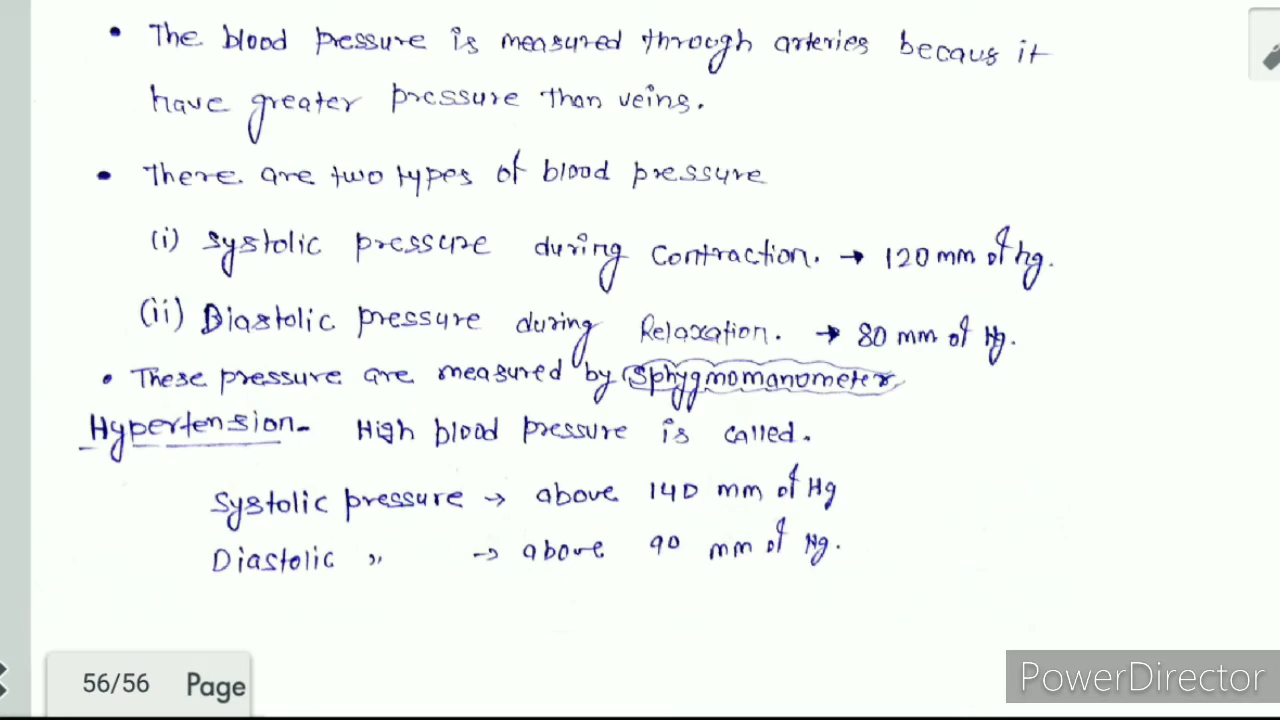 • The blood pressure is measured through arteries becaus it
have greater pressure than veins.
• There are two types of blood pressure
(i) Systolic pressure during Contraction. → 120 mm of hg.
(ii) Diastolic pressure during Relaxation. → 80 mm of Hg.
• These pressure are measured by Sphygmomanometer
Hypertension- High blood pressure is called.
Systolic pressure → above 140 mm of Hg
Diastolic ,, → above 90 mm of Hg.
56/56 Page
PowerDirector